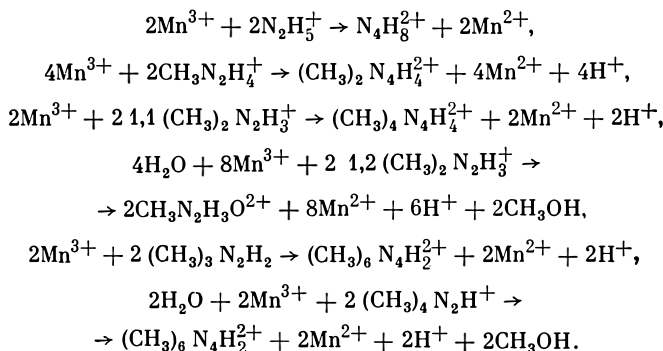 2Mn³⁺ + 2N₂H₅⁺ → N₄H₈²⁺ + 2Mn²⁺,
4Mn³⁺ + 2CH₃N₂H₄⁺ → (CH₃)₂ N₄H₄²⁺ + 4Mn²⁺ + 4H⁺,
2Mn³⁺ + 2 1,1 (CH₃)₂ N₂H₃⁺ → (CH₃)₄ N₄H₄²⁺ + 2Mn²⁺ + 2H⁺,
4H₂O + 8Mn³⁺ + 2 1,2 (CH₃)₂ N₂H₃⁺ →
→ 2CH₃N₂H₃O²⁺ + 8Mn²⁺ + 6H⁺ + 2CH₃OH,
2Mn³⁺ + 2 (CH₃)₃ N₂H₂ → (CH₃)₆ N₄H₂²⁺ + 2Mn²⁺ + 2H⁺,
2H₂O + 2Mn³⁺ + 2 (CH₃)₄ N₂H⁺ →
→ (CH₃)₆ N₄H₂²⁺ + 2Mn²⁺ + 2H⁺ + 2CH₃OH.